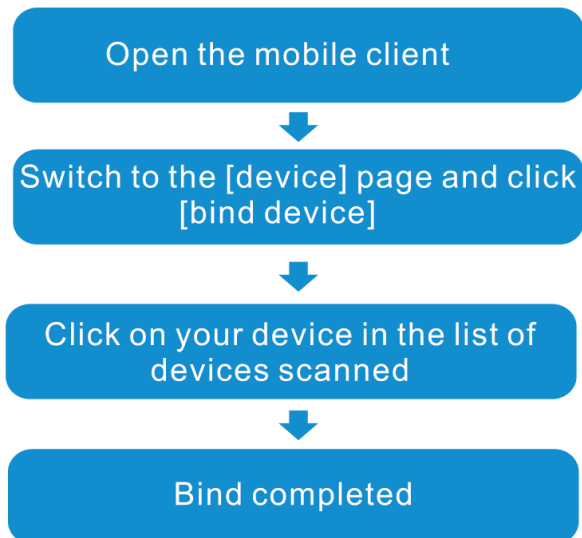 Open the mobile client
Switch to the [device] page and click
[bind device]
Click on your device in the list of
devices scanned
Bind completed